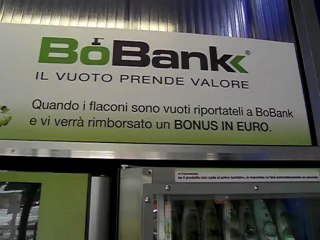 BoBank®
IL VUOTO PRENDE VALORE
Quando i flaconi sono vuoti riportateli a BoBank
e vi verrà rimborsato un BONUS IN EURO.